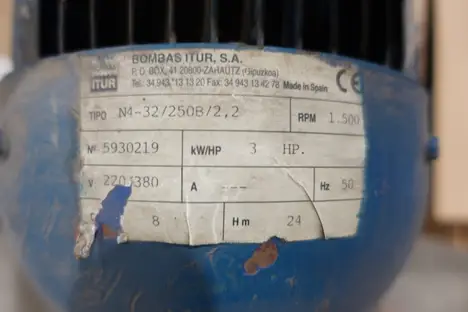 BOMBAS ITUR, S.A.
P. O. BOX, 41 20800-ZARAUTZ (Gipuzkoa)
Tel. 34.943 13 13 20 Fax: 34 943 13 42 78 Made in Spain CE
ITUR
TIPO N4-32/250B/2,2 RPM 1.500
Nº 5930219 kW/HP 3 HP.
V 220/380 A --- Hz 50
8 H m 24